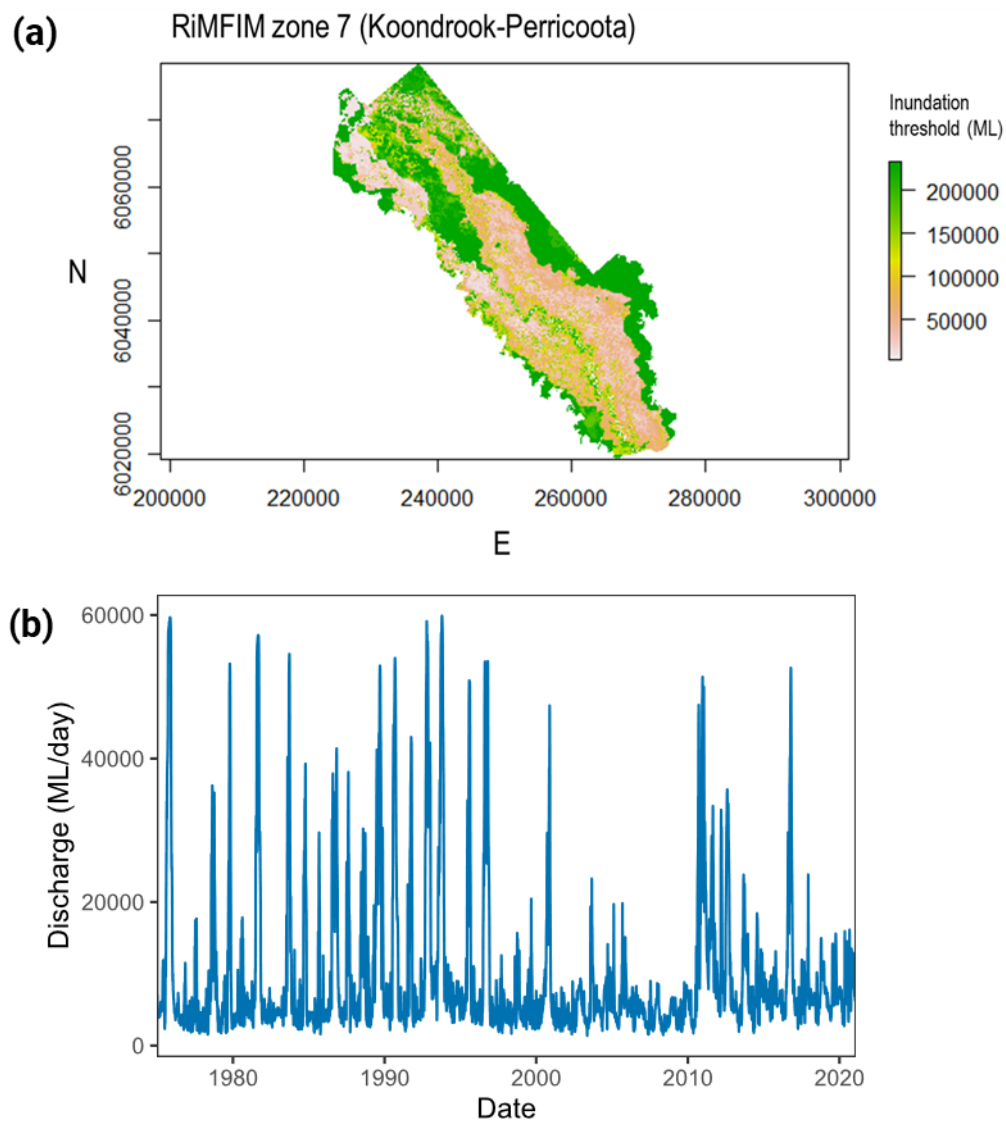 (a)
RiMFIM zone 7 (Koondrook-Perricoota)
Inundation
threshold (ML)
200000
150000
100000
50000
6060000
6040000
6020000
N
200000 220000 240000 260000 280000 300000
E
(b)
60000
40000
20000
0
Discharge (ML/day)
1980 1990 2000 2010 2020
Date